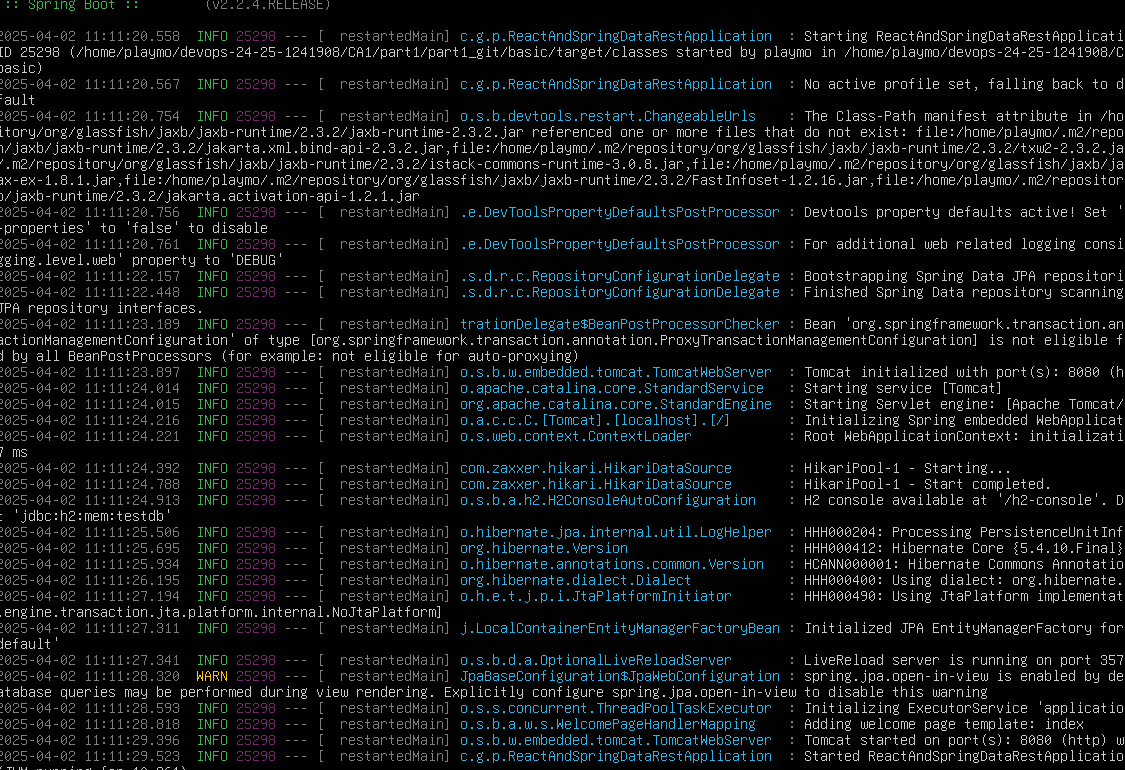 :: Spring Boot ::        (v2.2.4.RELEASE)
2025-04-02 11:11:20.558  INFO 25298 --- [  restartedMain] c.g.p.ReactAndSpringDataRestApplication  : Starting ReactAndSpringDataRestApplicati
ID 25298 (/home/playmo/devops-24-25-1241908/CA1/part1/part1_git/basic/target/classes started by playmo in /home/playmo/devops-24-25-1241908/C
basic)
2025-04-02 11:11:20.567  INFO 25298 --- [  restartedMain] c.g.p.ReactAndSpringDataRestApplication  : No active profile set, falling back to d
fault
2025-04-02 11:11:20.754  INFO 25298 --- [  restartedMain] o.s.b.devtools.restart.ChangeableUrls    : The Class-Path manifest attribute in /ho
itory/org/glassfish/jaxb/jaxb-runtime/2.3.2/jaxb-runtime-2.3.2.jar referenced one or more files that do not exist: file:/home/playmo/.m2/repo
n/jaxb/jaxb-runtime/2.3.2/jakarta.xml.bind-api-2.3.2.jar,file:/home/playmo/.m2/repository/org/glassfish/jaxb/jaxb-runtime/2.3.2/txw2-2.3.2.ja
/.m2/repository/org/glassfish/jaxb/jaxb-runtime/2.3.2/istack-commons-runtime-3.0.8.jar,file:/home/playmo/.m2/repository/org/glassfish/jaxb/ja
ax-ex-1.8.1.jar,file:/home/playmo/.m2/repository/org/glassfish/jaxb/jaxb-runtime/2.3.2/FastInfoset-1.2.16.jar,file:/home/playmo/.m2/repositor
b/jaxb-runtime/2.3.2/jakarta.activation-api-1.2.1.jar
2025-04-02 11:11:20.756  INFO 25298 --- [  restartedMain] .e.DevToolsPropertyDefaultsPostProcessor : Devtools property defaults active! Set '
-properties' to 'false' to disable
2025-04-02 11:11:20.761  INFO 25298 --- [  restartedMain] .e.DevToolsPropertyDefaultsPostProcessor : For additional web related logging consi
gging.level.web' property to 'DEBUG'
2025-04-02 11:11:22.157  INFO 25298 --- [  restartedMain] .s.d.r.c.RepositoryConfigurationDelegate : Bootstrapping Spring Data JPA repositori
2025-04-02 11:11:22.448  INFO 25298 --- [  restartedMain] .s.d.r.c.RepositoryConfigurationDelegate : Finished Spring Data repository scanning
JPA repository interfaces.
2025-04-02 11:11:23.189  INFO 25298 --- [  restartedMain] trationDelegate$BeanPostProcessorChecker : Bean 'org.springframework.transaction.an
actionManagementConfiguration' of type [org.springframework.transaction.annotation.ProxyTransactionManagementConfiguration] is not eligible f
d by all BeanPostProcessors (for example: not eligible for auto-proxying)
2025-04-02 11:11:23.897  INFO 25298 --- [  restartedMain] o.s.b.w.embedded.tomcat.TomcatWebServer  : Tomcat initialized with port(s): 8080 (h
2025-04-02 11:11:24.014  INFO 25298 --- [  restartedMain] o.apache.catalina.core.StandardService   : Starting service [Tomcat]
2025-04-02 11:11:24.015  INFO 25298 --- [  restartedMain] org.apache.catalina.core.StandardEngine  : Starting Servlet engine: [Apache Tomcat/
2025-04-02 11:11:24.216  INFO 25298 --- [  restartedMain] o.a.c.c.C.[Tomcat].[localhost].[/]       : Initializing Spring embedded WebApplicat
2025-04-02 11:11:24.221  INFO 25298 --- [  restartedMain] o.s.web.context.ContextLoader            : Root WebApplicationContext: initializati
7 ms
2025-04-02 11:11:24.392  INFO 25298 --- [  restartedMain] com.zaxxer.hikari.HikariDataSource       : HikariPool-1 - Starting...
2025-04-02 11:11:24.788  INFO 25298 --- [  restartedMain] com.zaxxer.hikari.HikariDataSource       : HikariPool-1 - Start completed.
2025-04-02 11:11:24.913  INFO 25298 --- [  restartedMain] o.s.b.a.h2.H2ConsoleAutoConfiguration    : H2 console available at '/h2-console'. D
t 'jdbc:h2:mem:testdb'
2025-04-02 11:11:25.506  INFO 25298 --- [  restartedMain] o.hibernate.jpa.internal.util.LogHelper  : HHH000204: Processing PersistenceUnitInf
2025-04-02 11:11:25.695  INFO 25298 --- [  restartedMain] org.hibernate.Version                    : HHH000412: Hibernate Core {5.4.10.Final}
2025-04-02 11:11:25.934  INFO 25298 --- [  restartedMain] o.hibernate.annotations.common.Version   : HCANN000001: Hibernate Commons Annotatio
2025-04-02 11:11:26.195  INFO 25298 --- [  restartedMain] org.hibernate.dialect.Dialect            : HHH000400: Using dialect: org.hibernate.
2025-04-02 11:11:27.194  INFO 25298 --- [  restartedMain] o.h.e.t.j.p.i.JtaPlatformInitiator       : HHH000490: Using JtaPlatform implementat
.engine.transaction.jta.platform.internal.NoJtaPlatform]
2025-04-02 11:11:27.311  INFO 25298 --- [  restartedMain] j.LocalContainerEntityManagerFactoryBean : Initialized JPA EntityManagerFactory for
default'
2025-04-02 11:11:27.341  INFO 25298 --- [  restartedMain] o.s.b.d.a.OptionalLiveReloadServer       : LiveReload server is running on port 357
2025-04-02 11:11:28.320  WARN 25298 --- [  restartedMain] JpaBaseConfiguration$JpaWebConfiguration : spring.jpa.open-in-view is enabled by de
atabase queries may be performed during view rendering. Explicitly configure spring.jpa.open-in-view to disable this warning
2025-04-02 11:11:28.593  INFO 25298 --- [  restartedMain] o.s.s.concurrent.ThreadPoolTaskExecutor  : Initializing ExecutorService 'applicatio
2025-04-02 11:11:28.818  INFO 25298 --- [  restartedMain] o.s.b.a.w.s.WelcomePageHandlerMapping    : Adding welcome page template: index
2025-04-02 11:11:29.396  INFO 25298 --- [  restartedMain] o.s.b.w.embedded.tomcat.TomcatWebServer  : Tomcat started on port(s): 8080 (http) w
2025-04-02 11:11:29.523  INFO 25298 --- [  restartedMain] c.g.p.ReactAndSpringDataRestApplication  : Started ReactAndSpringDataRestApplicatio